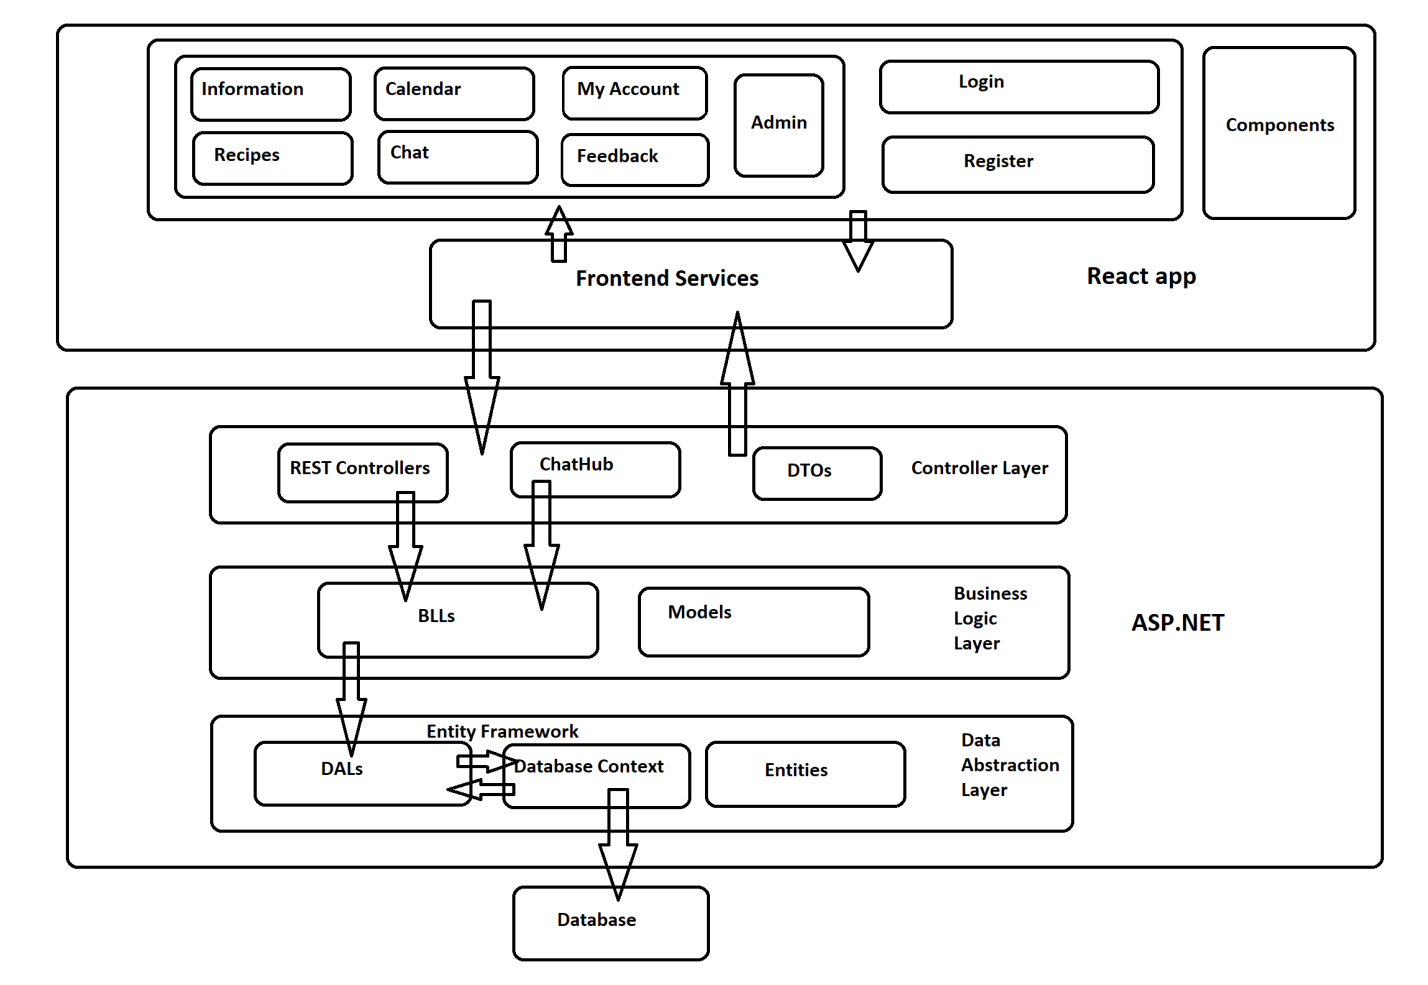 Information
Calendar
My Account
Admin
Login
Components
Recipes
Chat
Feedback
Register
Frontend Services
React app
REST Controllers
ChatHub
DTOs
Controller Layer
BLLs
Models
Business
Logic
Layer
ASP.NET
Entity Framework
DALs
Database Context
Entities
Data
Abstraction
Layer
Database